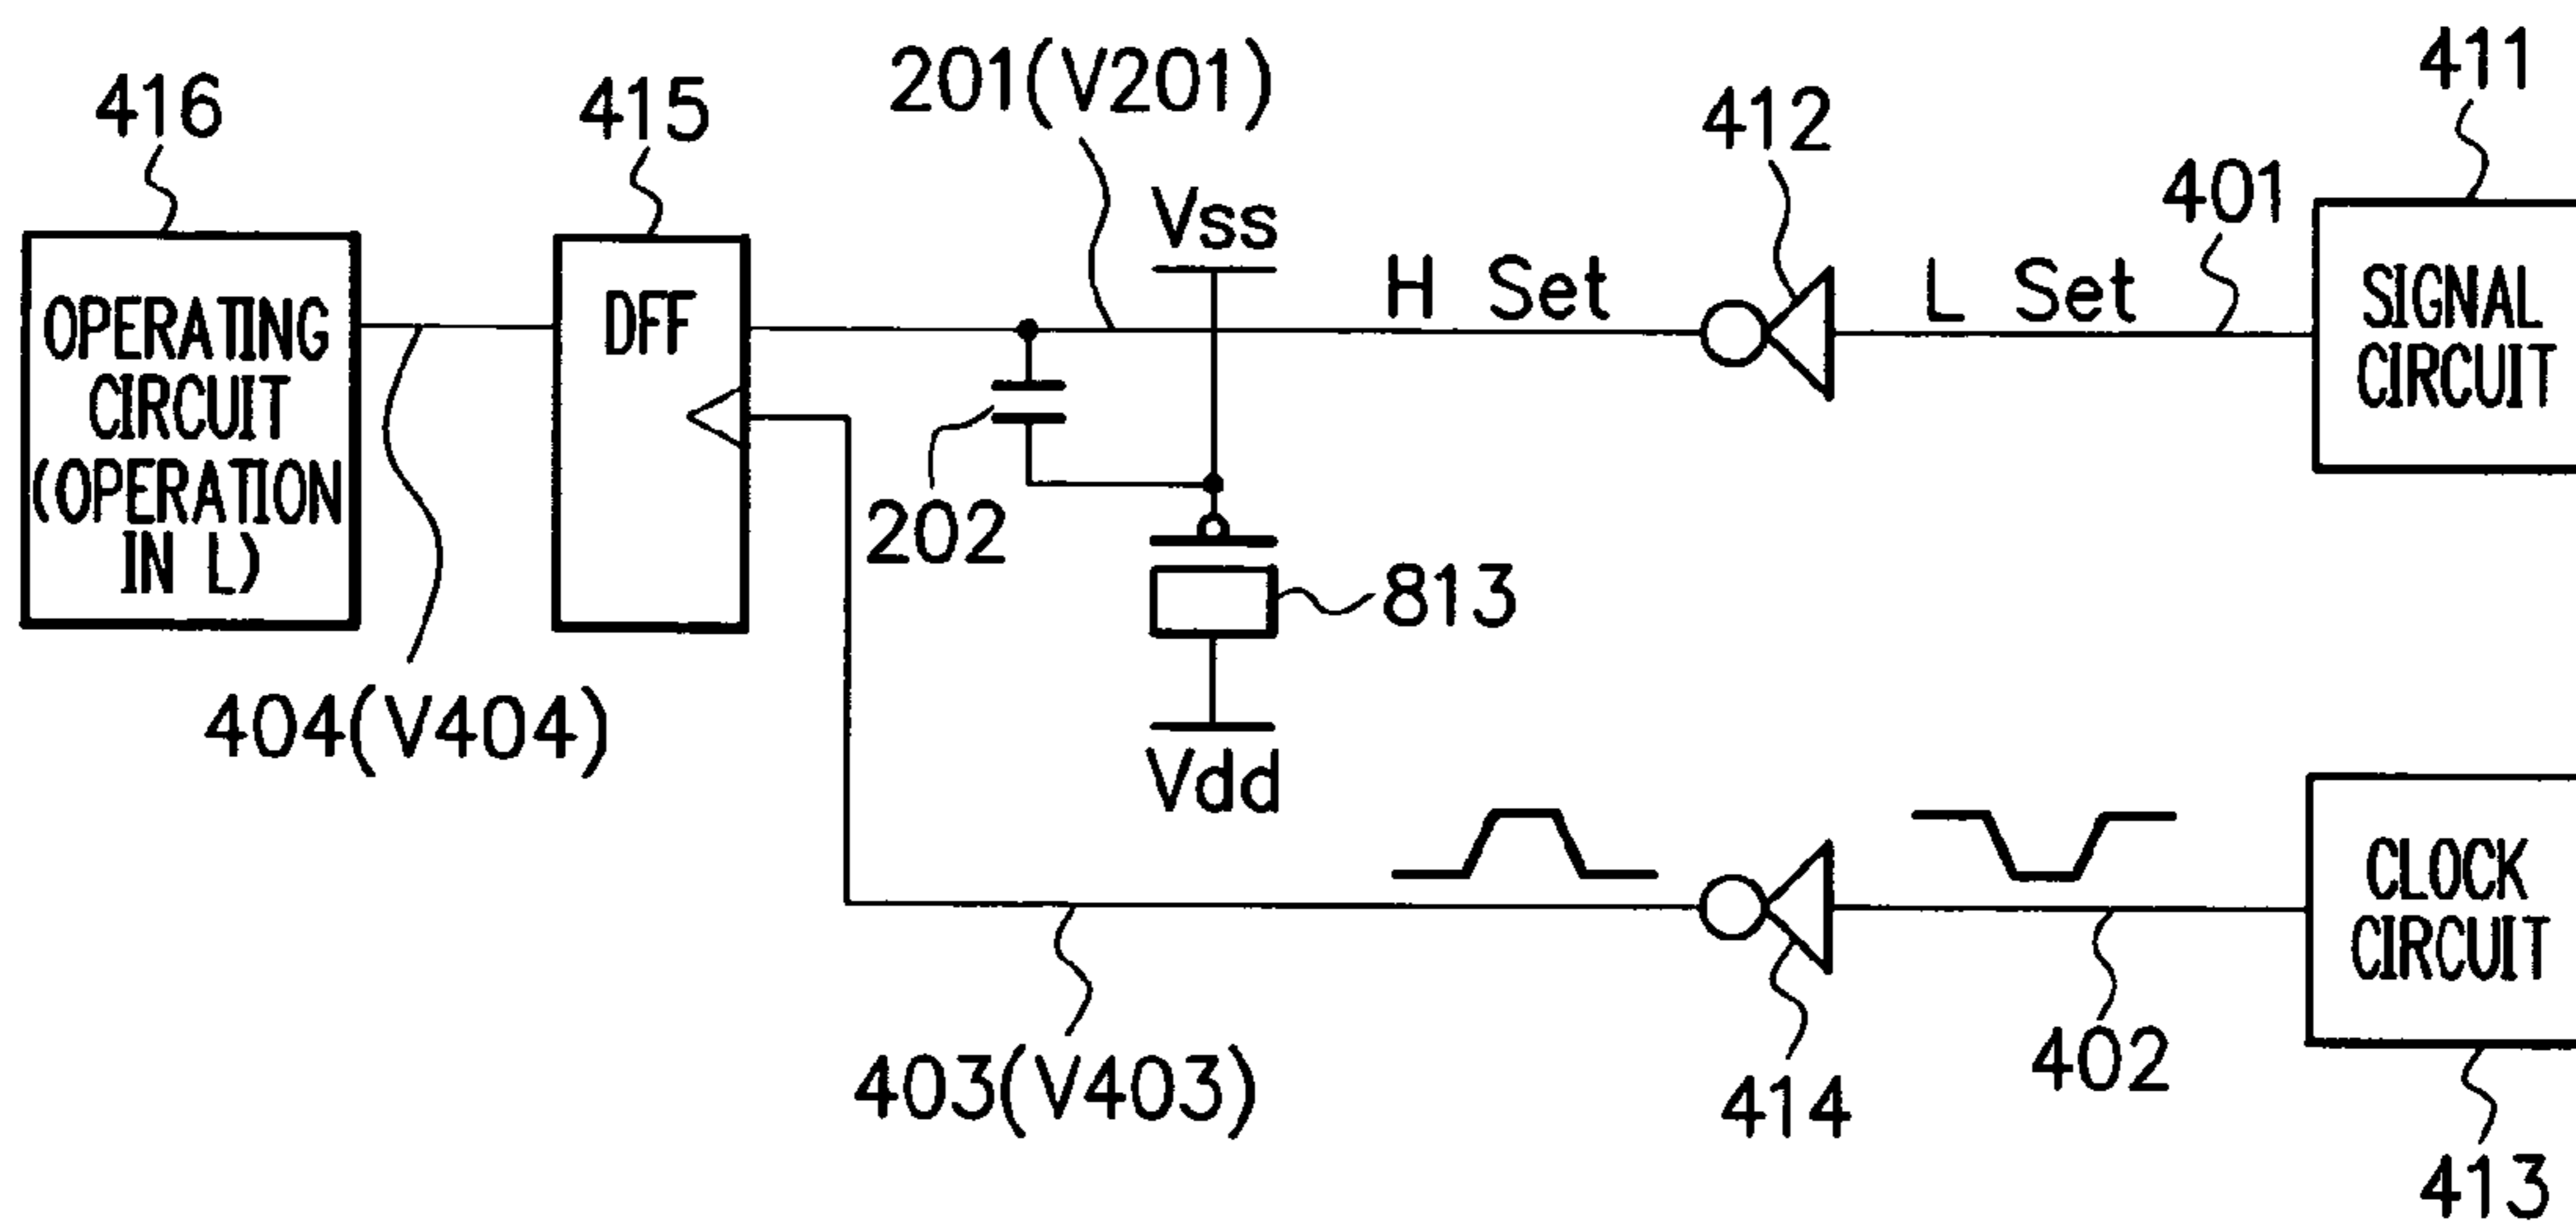 411
201(V201)
412
416
415
401
Vss
H Set
L Set
SIGNAL
CIRCUIT
DFF
OPERATING
CIRCUIT
(OPERATION
IN L)
202
813
404(V404)
Vdd
CLOCK
CIRCUIT
403(V403)
414
402
413